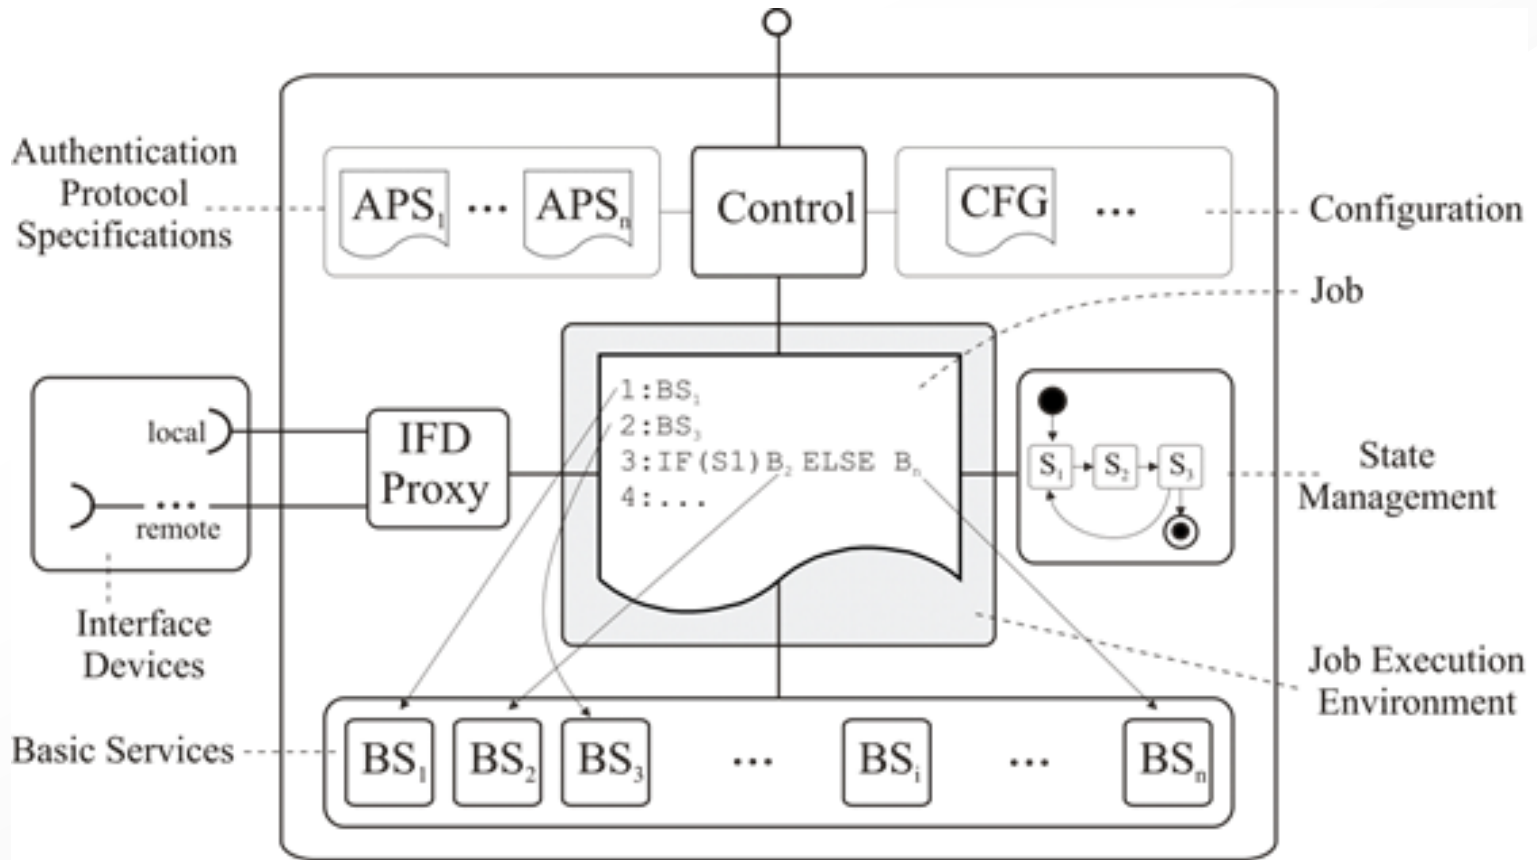 Authentication
Protocol
Specifications
APS₁ ... APSₙ
Control
CFG ...
Configuration
Job
1:BS₁
2:BS₃
3:IF(S1)B₂ ELSE Bₙ
4:...
local
... remote
IFD
Proxy
S₁ S₂ S₃
State
Management
Interface
Devices
Job Execution
Environment
Basic Services
BS₁ BS₂ BS₃ ... BSᵢ ... BSₙ